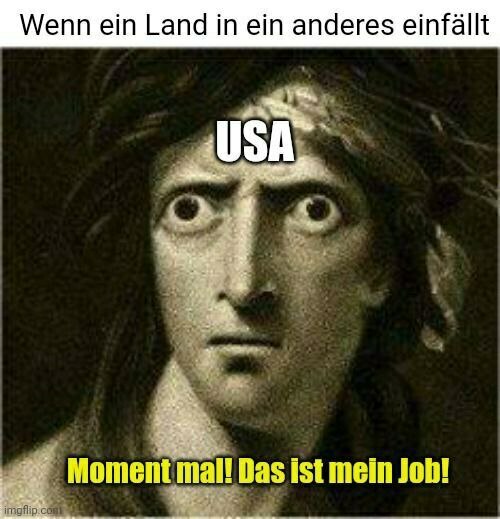 Wenn ein Land in ein anderes einfällt
USA
Moment mal! Das ist mein Job!
imgflip.com